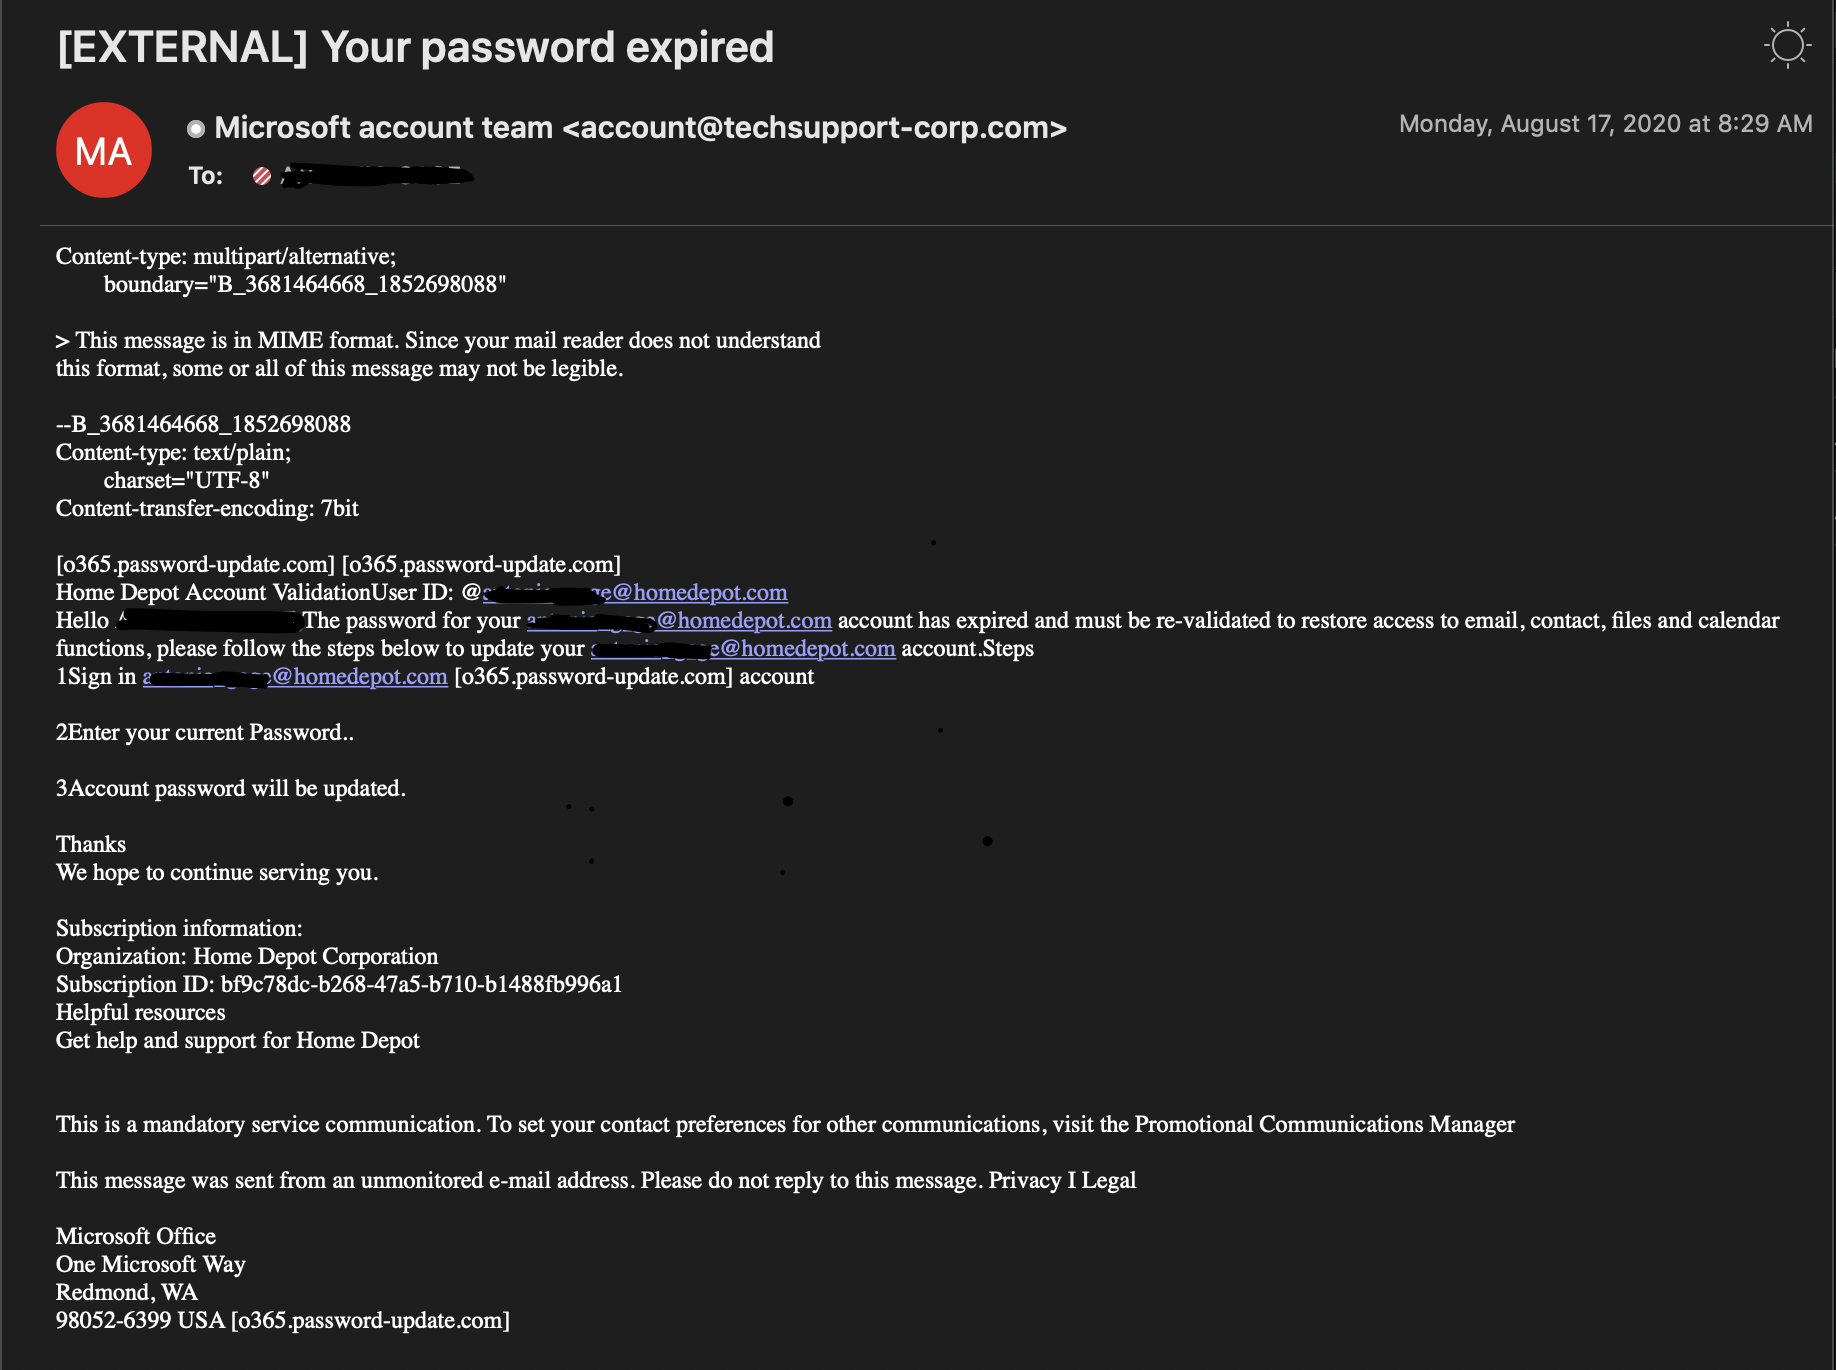 [EXTERNAL] Your password expired
MA
Microsoft account team <account@techsupport-corp.com>
Monday, August 17, 2020 at 8:29 AM
To:
Content-type: multipart/alternative;
boundary="B_3681464668_1852698088"
> This message is in MIME format. Since your mail reader does not understand
this format, some or all of this message may not be legible.
--B_3681464668_1852698088
Content-type: text/plain;
charset="UTF-8"
Content-transfer-encoding: 7bit
[o365.password-update.com] [o365.password-update.com]
Home Depot Account ValidationUser ID: @ @homedepot.com
Hello The password for your @homedepot.com account has expired and must be re-validated to restore access to email, contact, files and calendar
functions, please follow the steps below to update your @homedepot.com account.Steps
1Sign in @homedepot.com [o365.password-update.com] account
2Enter your current Password..
3Account password will be updated.
Thanks
We hope to continue serving you.
Subscription information:
Organization: Home Depot Corporation
Subscription ID: bf9c78dc-b268-47a5-b710-b1488fb996a1
Helpful resources
Get help and support for Home Depot
This is a mandatory service communication. To set your contact preferences for other communications, visit the Promotional Communications Manager
This message was sent from an unmonitored e-mail address. Please do not reply to this message. Privacy I Legal
Microsoft Office
One Microsoft Way
Redmond, WA
98052-6399 USA [o365.password-update.com]